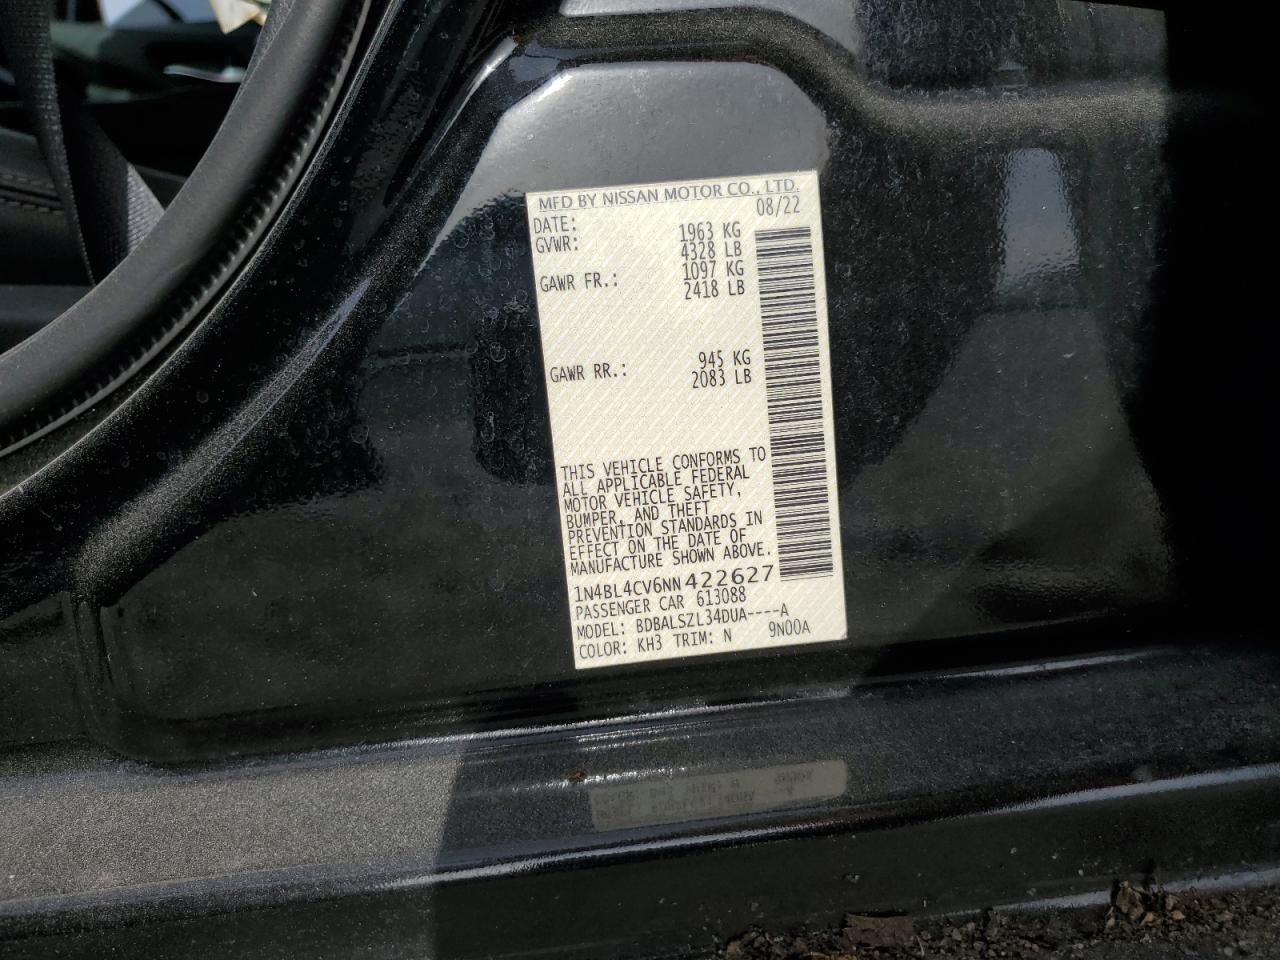 MFD BY NISSAN MOTOR CO., LTD.
DATE: 08/22
GVWR: 1963 KG
4328 LB
GAWR FR.: 1097 KG
2418 LB
GAWR RR.: 945 KG
2083 LB
THIS VEHICLE CONFORMS TO
ALL APPLICABLE FEDERAL
MOTOR VEHICLE SAFETY,
BUMPER, AND THEFT
PREVENTION STANDARDS IN
EFFECT ON THE DATE OF
MANUFACTURE SHOWN ABOVE.
1N4BL4CV6NN422627
PASSENGER CAR 613088
MODEL: BDBALSZL34DUA----A
COLOR: KH3 TRIM: N 9N00A